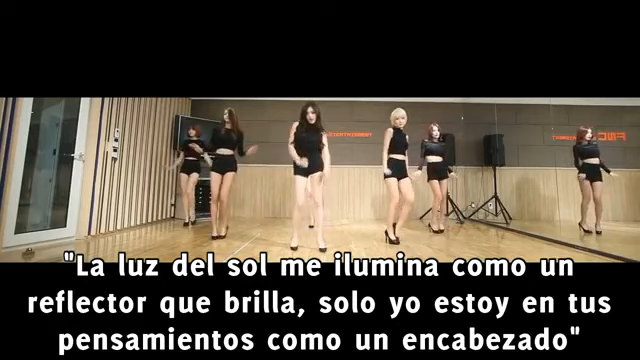 "La luz del sol me ilumina como un
reflector que brilla, solo yo estoy en tus
pensamientos como un encabezado"